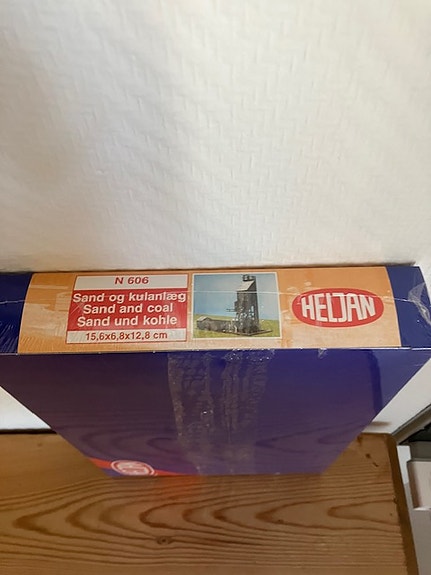 N 606
Sand og kulanlæg
Sand and coal
Sand und kohle
15,6x6,8x12,8 cm
HELJAN